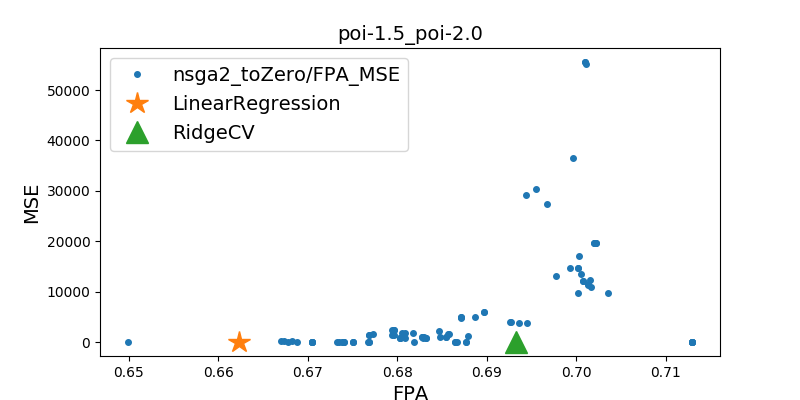 poi-1.5_poi-2.0
nsga2_toZero/FPA_MSE
LinearRegression
RidgeCV
MSE
50000
40000
30000
20000
10000
0
0.65 0.66 0.67 0.68 0.69 0.70 0.71
FPA